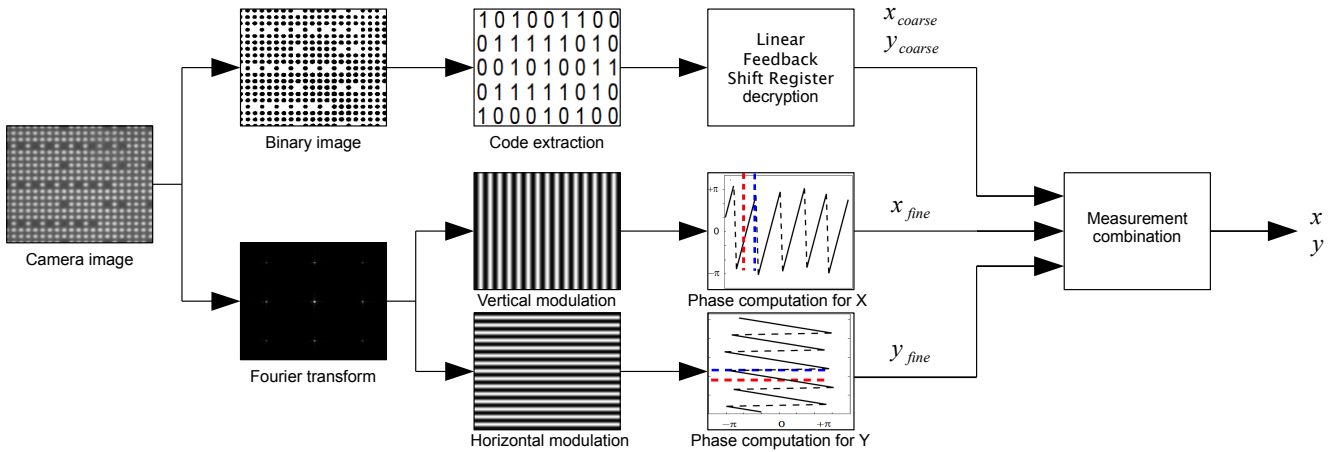 1 0 1 0 0 1 1 0 0
0 1 1 1 1 1 0 1 0
0 0 1 0 1 0 0 1 1
0 1 1 1 1 1 0 1 0
1 0 0 0 1 0 1 0 0
Linear
Feedback
Shift Register
decryption
x coarse
y coarse
Binary image
Code extraction
Camera image
+π
0
−π
x fine
Measurement
combination
x
y
Vertical modulation
Phase computation for X
Fourier transform
y fine
−π 0 +π
Horizontal modulation
Phase computation for Y